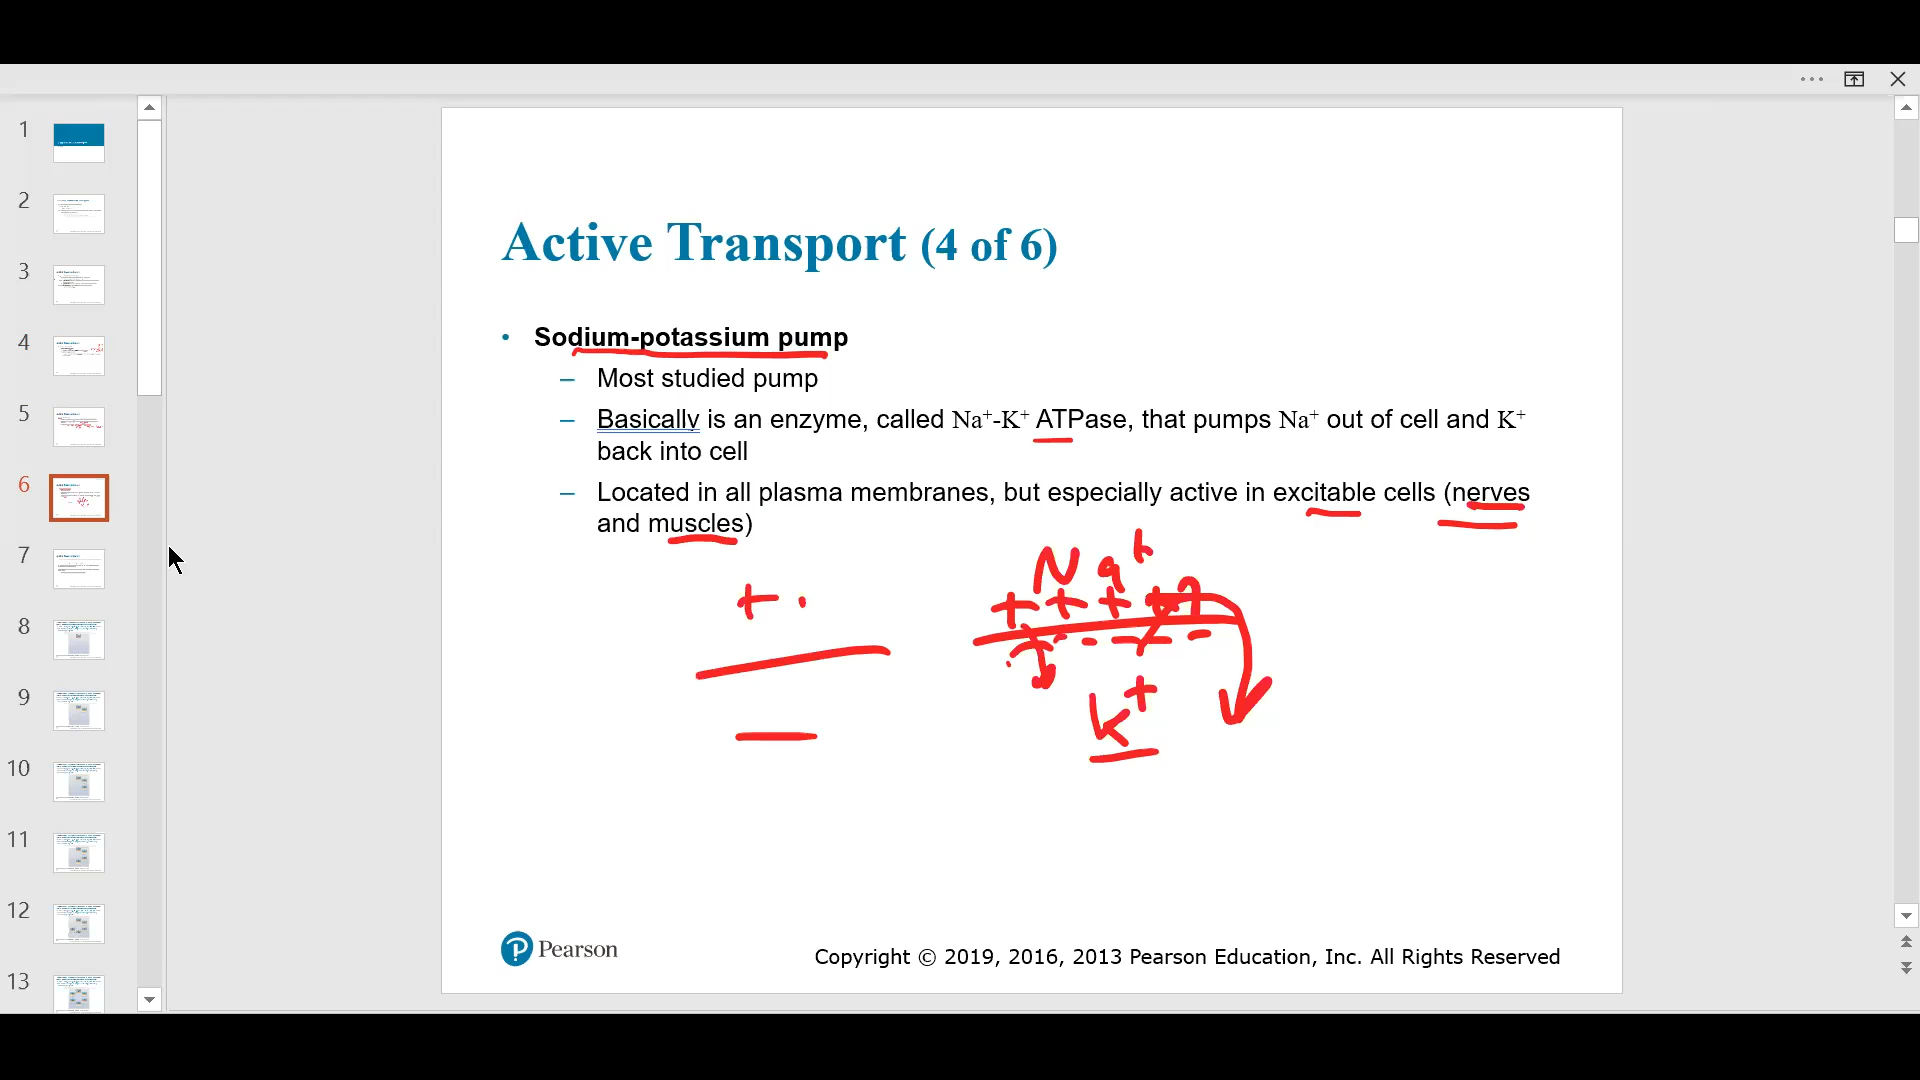 Active Transport (4 of 6)
• Sodium-potassium pump
– Most studied pump
– Basically is an enzyme, called Na⁺-K⁺ ATPase, that pumps Na⁺ out of cell and K⁺
back into cell
– Located in all plasma membranes, but especially active in excitable cells (nerves
and muscles)
Na⁺
+ + + +
+
K⁺
Pearson
Copyright © 2019, 2016, 2013 Pearson Education, Inc. All Rights Reserved
1
2
3
4
5
6
7
8
9
10
11
12
13